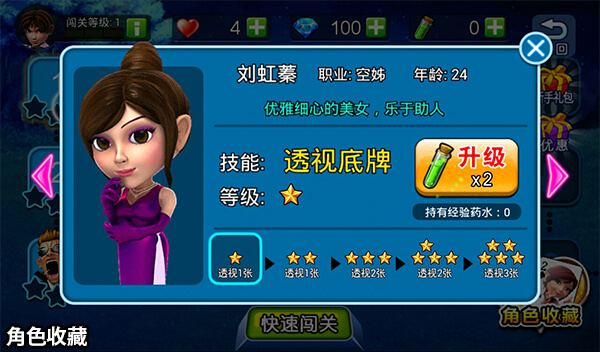 闯关等级: 1
4
100
0
回
刘虹蓁 职业: 空姊 年龄: 24
优雅细心的美女，乐于助人
技能: 透视底牌
等级:
升级
x2
持有经验药水: 0
透视1张
透视1张
透视2张
透视2张
透视3张
手礼包
优惠
角色收藏
快速闯关
角色收藏